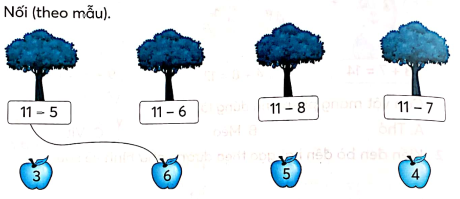 Nối (theo mẫu).
11 – 5 11 – 6 11 – 8 11 – 7
3 6 5 4